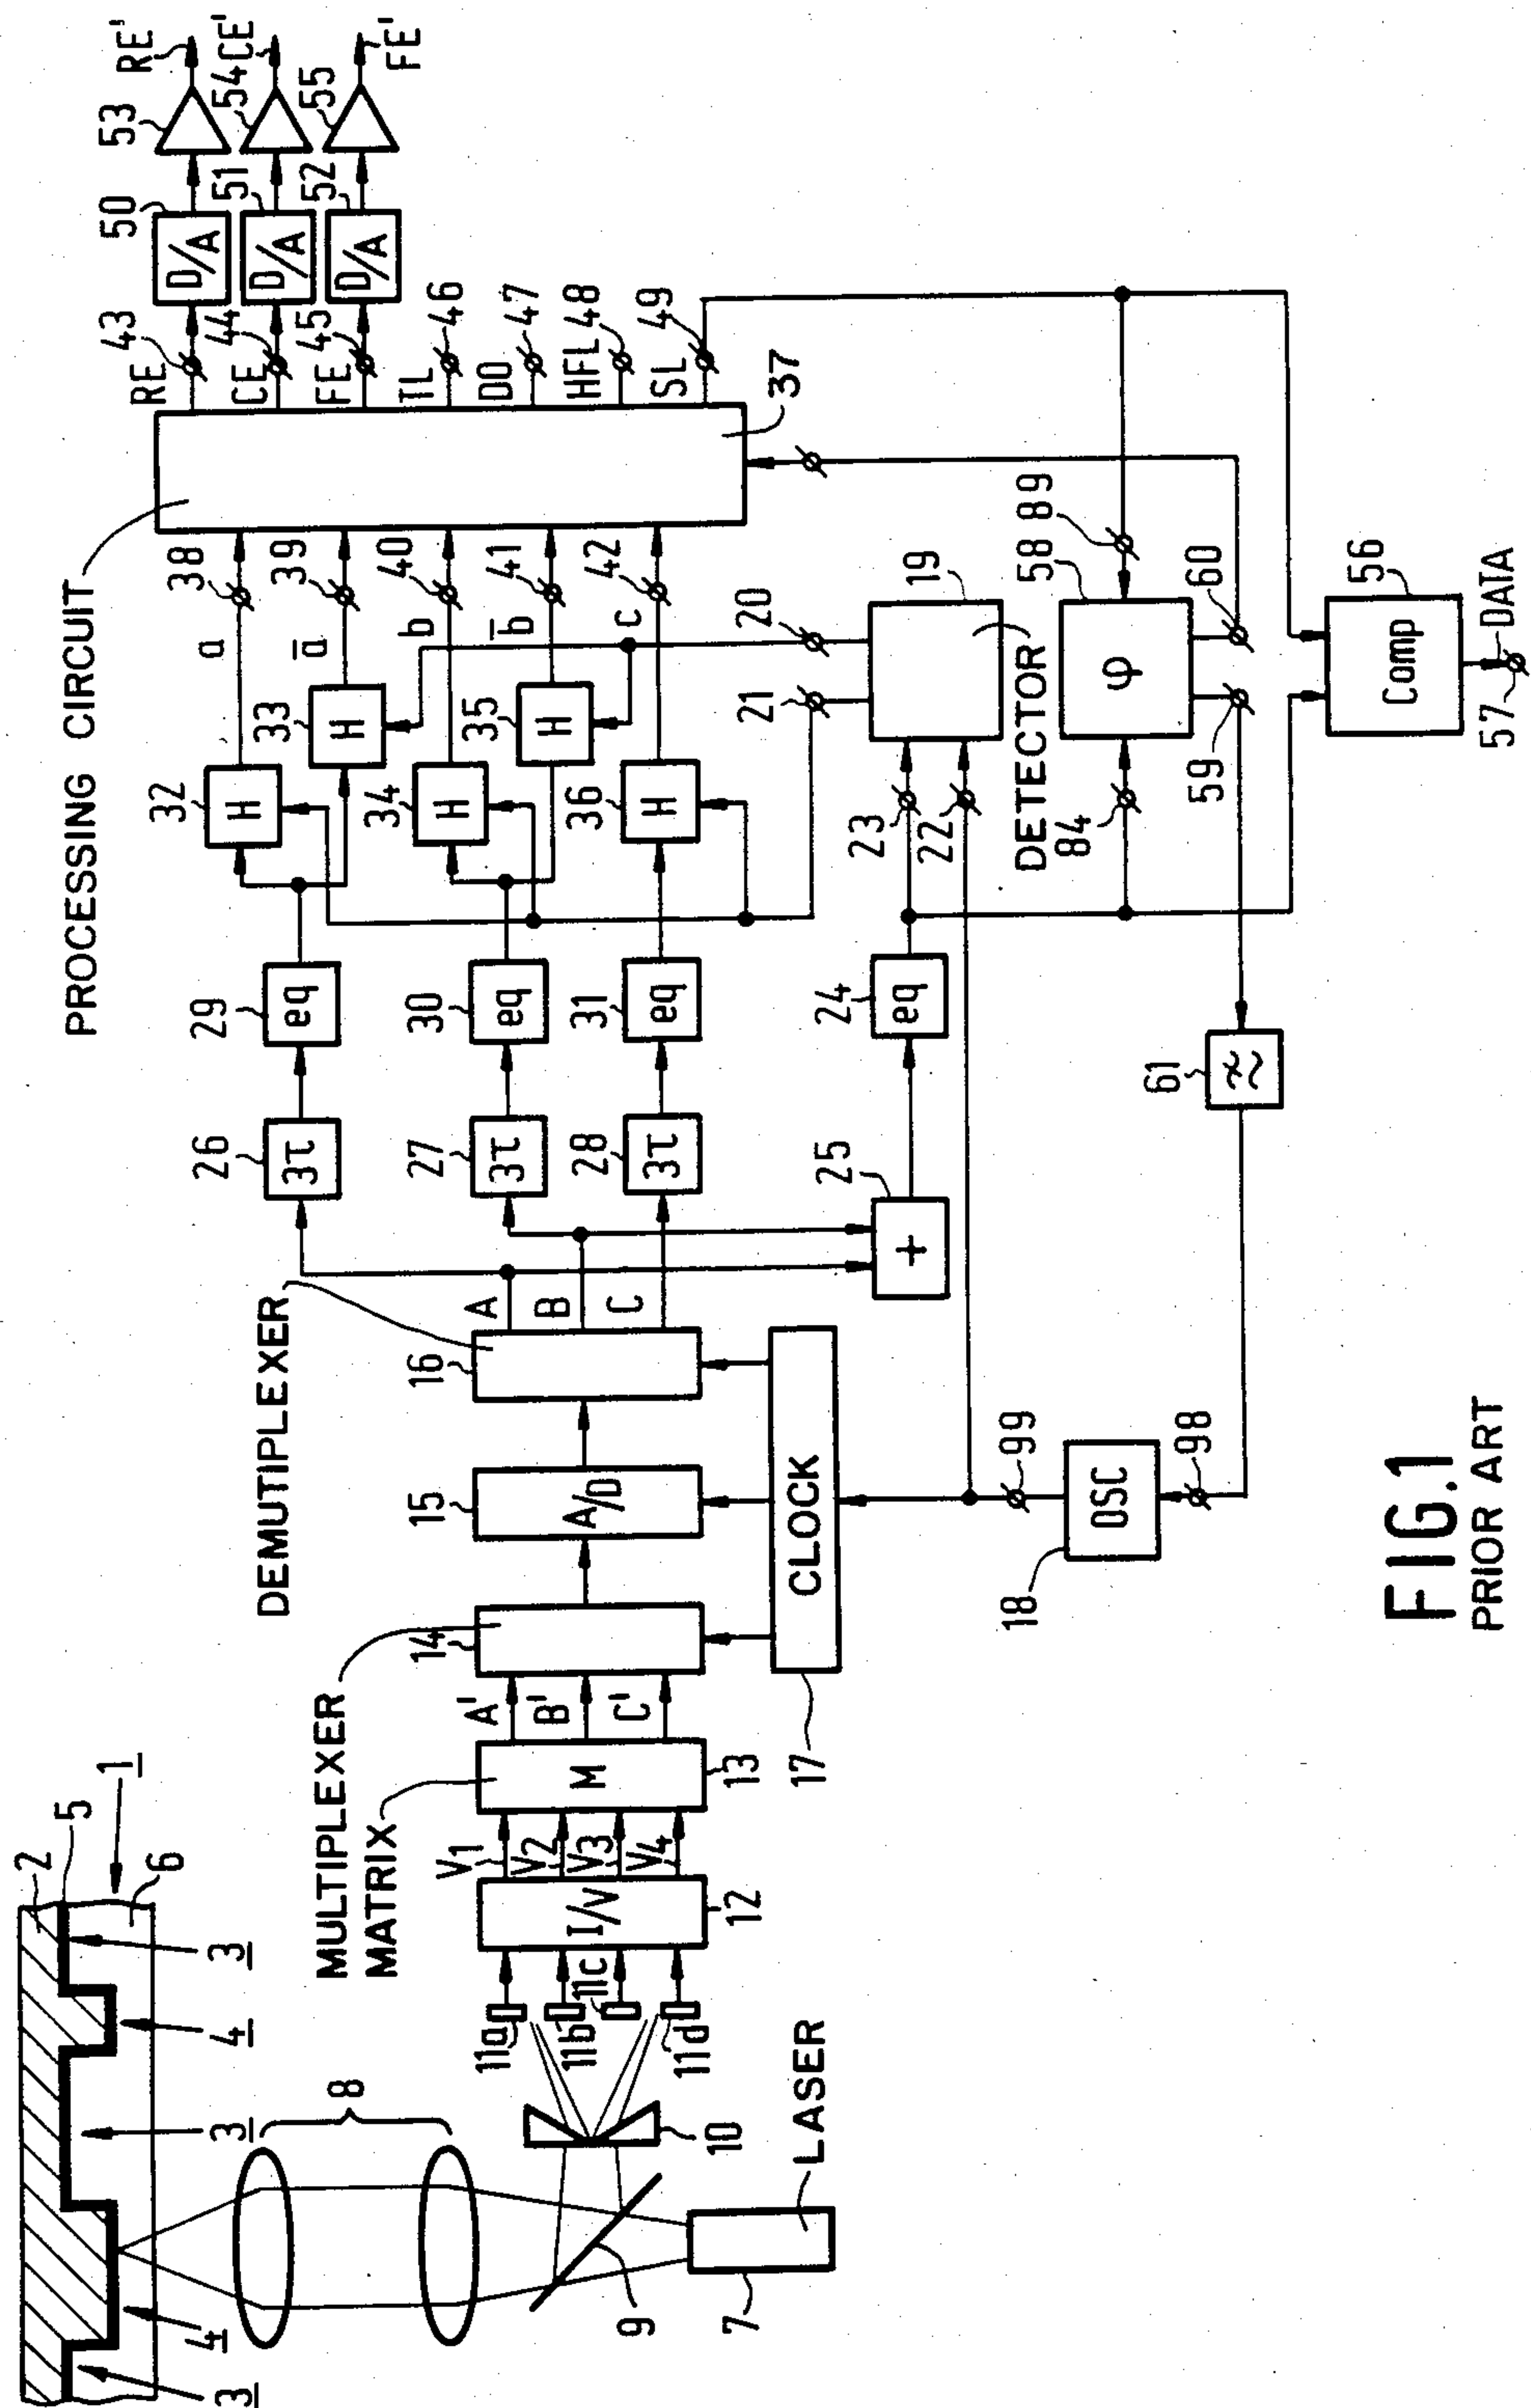 1
2
5
6
3
4
3
4
3
8
9
7
LASER
10
11a
11b
11c
11d
I/V
12
V1
V2
V3
V4
MULTIPLEXER
MATRIX
M
13
A'
B'
C'
14
A/D
15
DEMUTIPLEXER
16
A
B
C
CLOCK
17
OSC
18
99
98
26
3τ
27
3τ
28
3τ
25
+
29
eq
30
eq
31
eq
24
eq
61
PROCESSING CIRCUIT
32
H
33
H
34
H
35
H
36
H
a
38
a̅
39
b
40
b̅
41
c
42
21
20
23
22
19
DETECTOR
84
58
φ
89
59
60
Comp
56
57
DATA
37
RE
43
CE
44
FE
45
TL
46
DO
47
HFL
48
SL
49
50
D/A
51
D/A
52
D/A
53
54
55
RE'
CE'
FE'
FIG.1
PRIOR ART